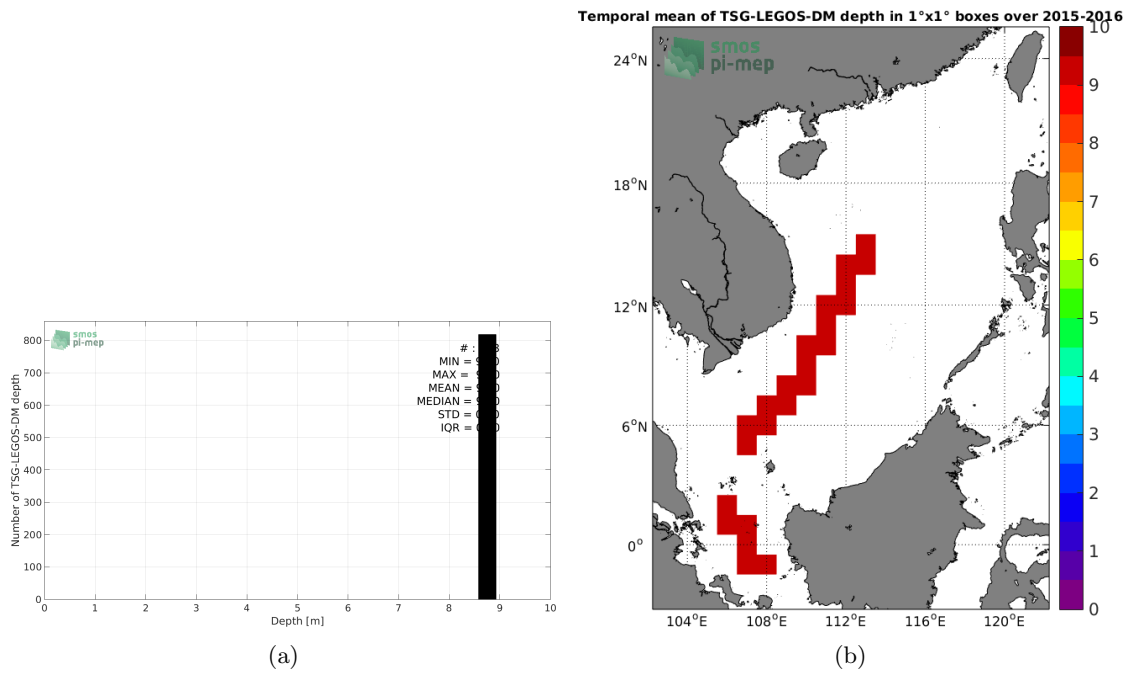 Temporal mean of TSG-LEGOS-DM depth in 1°x1° boxes over 2015-2016
smos
pi-mep
24°N
18°N
12°N
6°N
0°
104°E
108°E
112°E
116°E
120°E
10
9
8
7
6
5
4
3
2
1
0
smos
pi-mep
# :
MIN =
MAX =
MEAN =
MEDIAN =
STD =
IQR =
Number of TSG-LEGOS-DM depth
800
700
600
500
400
300
200
100
0
0
1
2
3
4
5
6
7
8
9
10
Depth [m]
(a)
(b)